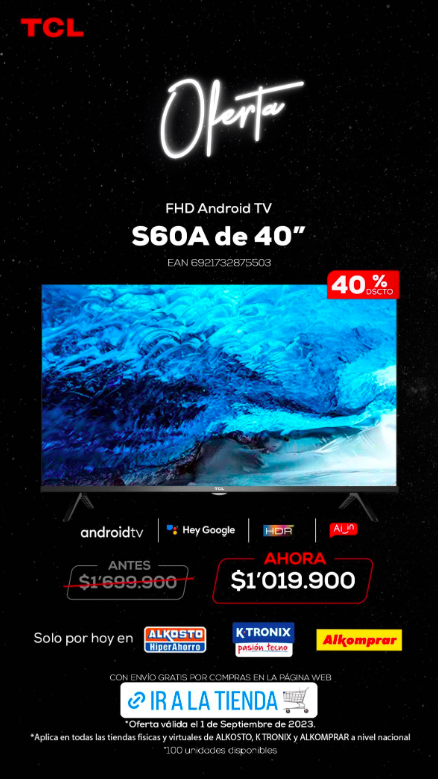 TCL
Oferta
FHD Android TV
S60A de 40”
EAN 6921732875503
40 %
DSCTO
TCL
androidtv
Hey Google
HDR
Ai_in
ANTES
$1’699.900
AHORA
$1’019.900
Solo por hoy en
ALKOSTO
HiperAhorro
K-TRONIX
pasión tecno
Alkomprar
CON ENVÍO GRATIS POR COMPRAS EN LA PÁGINA WEB
IR A LA TIENDA
*Oferta válida el 1 de Septiembre de 2023.
*Aplica en todas las tiendas físicas y virtuales de ALKOSTO, K TRONIX y ALKOMPRAR a nivel nacional
*100 unidades disponibles